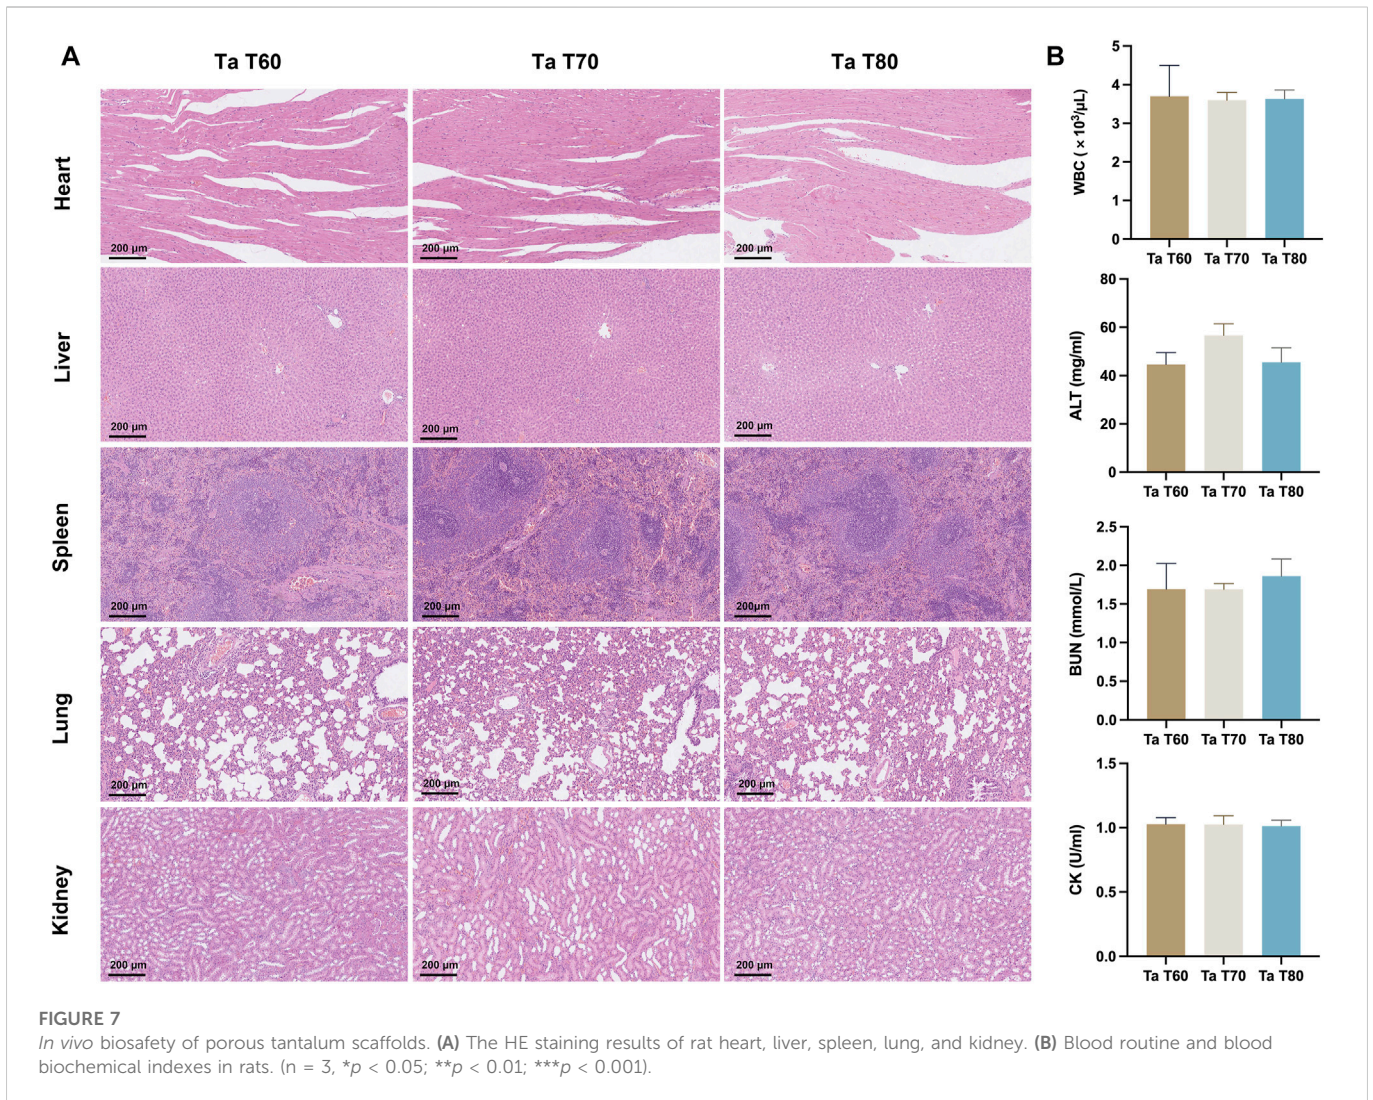 A
Ta T60
Ta T70
Ta T80
Heart
200 µm
200 µm
200 µm
Liver
200 µm
200 µm
200 µm
Spleen
200 µm
200 µm
200µm
Lung
200 µm
200 µm
200 µm
Kidney
200 µm
200 µm
200 µm
B
WBC ( × 10³/µL)
5
4
3
2
1
0
Ta T60 Ta T70 Ta T80
ALT (mg/ml)
80
60
40
20
0
Ta T60 Ta T70 Ta T80
BUN (mmol/L)
2.5
2.0
1.5
1.0
0.5
0.0
Ta T60 Ta T70 Ta T80
CK (U/ml)
1.5
1.0
0.5
0.0
Ta T60 Ta T70 Ta T80
FIGURE 7
In vivo biosafety of porous tantalum scaffolds. (A) The HE staining results of rat heart, liver, spleen, lung, and kidney. (B) Blood routine and blood
biochemical indexes in rats. (n = 3, *p < 0.05; **p < 0.01; ***p < 0.001).